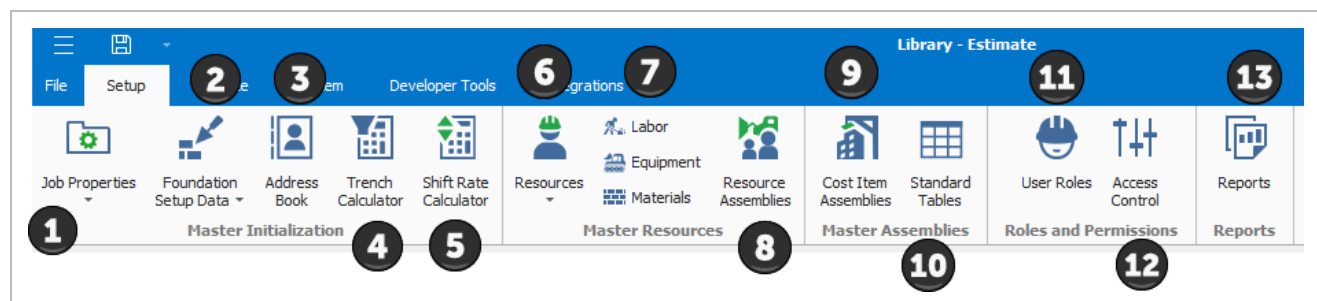 Library - Estimate
File Setup Developer Tools
2 3 6 7 9 11 13
Labor
Equipment
Materials
Job Properties Foundation Setup Data Address Book Trench Calculator Shift Rate Calculator Resources Resource Assemblies Cost Item Assemblies Standard Tables User Roles Access Control Reports
Master Initialization Master Resources Master Assemblies Roles and Permissions Reports
1 4 5 8 10 12